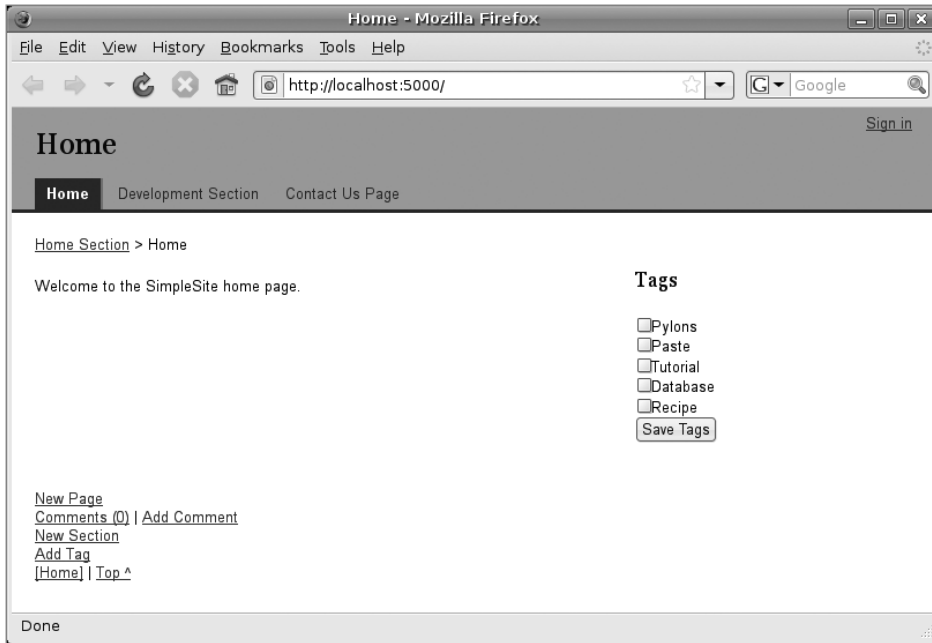 Home - Mozilla Firefox
File Edit View History Bookmarks Tools Help
http://localhost:5000/ G Google
Sign in
Home
Home Development Section Contact Us Page
Home Section > Home
Welcome to the SimpleSite home page.
Tags
Pylons
Paste
Tutorial
Database
Recipe
Save Tags
New Page
Comments (0) | Add Comment
New Section
Add Tag
[Home] | Top ^
Done